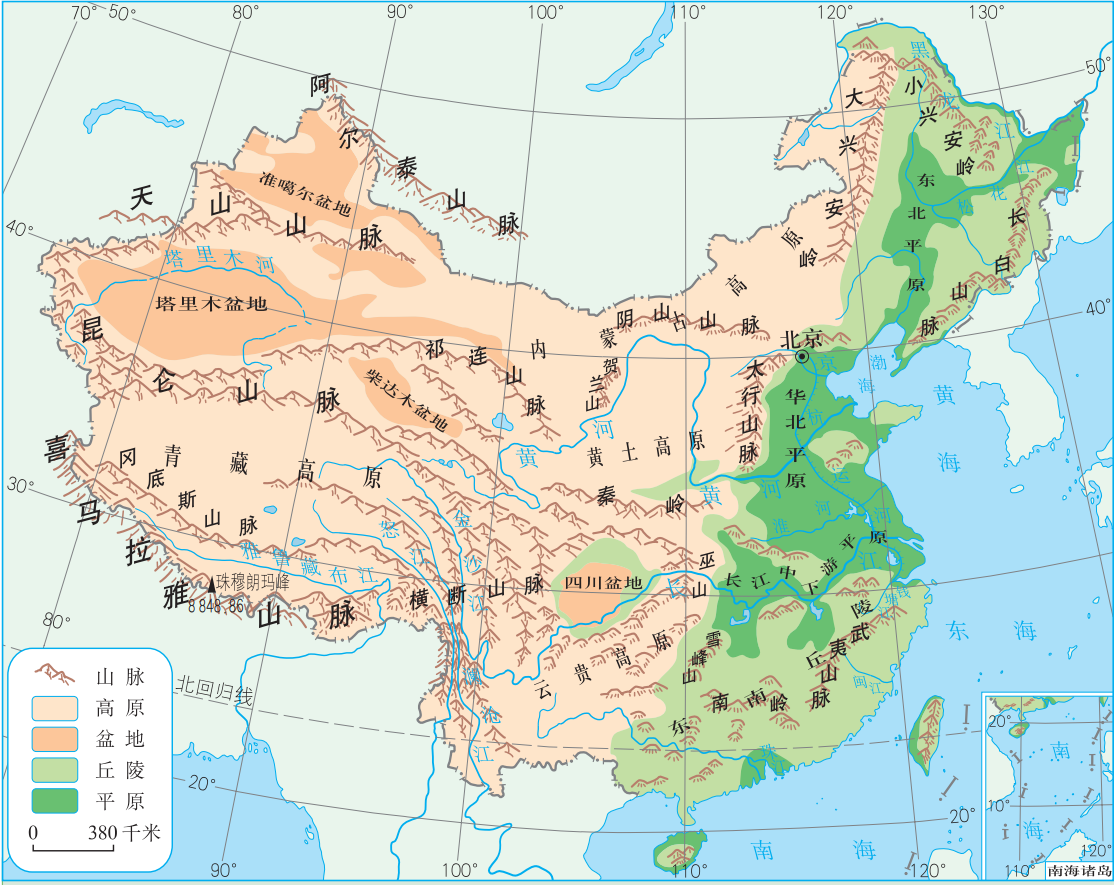 70° 50° 80° 90° 100° 110° 120° 130°
50°
40°
40°
30°
30°
80°
20°
20°
90° 100° 110° 120°
阿尔泰山脉
准噶尔盆地
天山山脉
塔里木河
塔里木盆地
昆仑山脉
祁连山脉
柴达木盆地
内蒙古高原
阴山山脉
贺兰山
大兴安岭
小兴安岭
黑龙江
松花江
东北平原
长白山脉
北京
京杭运河
渤海
黄海
太行山脉
华北平原
黄河
黄土高原
黄河
秦岭
淮河
青藏高原
冈底斯山脉
喜马拉雅山脉
雅鲁藏布江
珠穆朗玛峰
8 848.86
怒江
金沙江
澜沧江
横断山脉
四川盆地
巫山
长江
长江中下游平原
钱塘江
云贵高原
雪峰山
东南丘陵
南岭
武夷山脉
闽江
珠江
东海
南海
北回归线
山脉
高原
盆地
丘陵
平原
0 380 千米
20°
南海
10°
110° 120°
南海诸岛